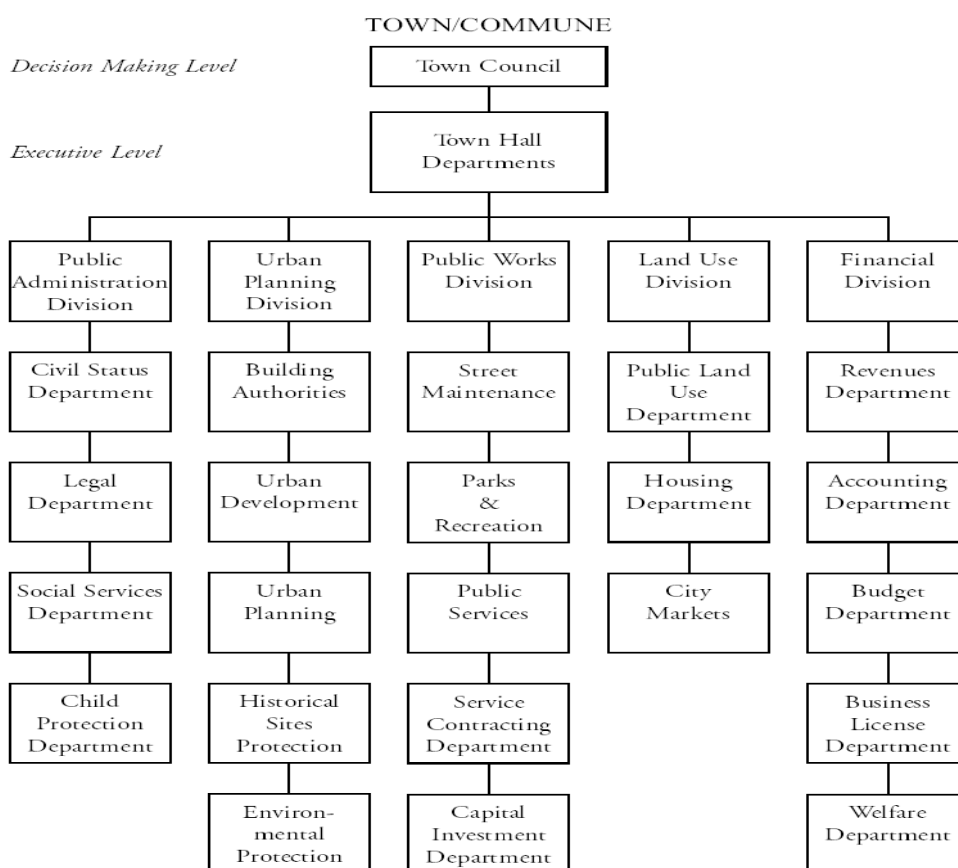 TOWN/COMMUNE
Decision Making Level
Town Council
Executive Level
Town Hall
Departments
Public
Administration
Division
Urban
Planning
Division
Public Works
Division
Land Use
Division
Financial
Division
Civil Status
Department
Building
Authorities
Street
Maintenance
Public Land
Use
Department
Revenues
Department
Legal
Department
Urban
Development
Parks
&
Recreation
Housing
Department
Accounting
Department
Social Services
Department
Urban
Planning
Public
Services
City
Markets
Budget
Department
Child
Protection
Department
Historical
Sites
Protection
Service
Contracting
Department
Business
License
Department
Environ-
mental
Protection
Capital
Investment
Department
Welfare
Department